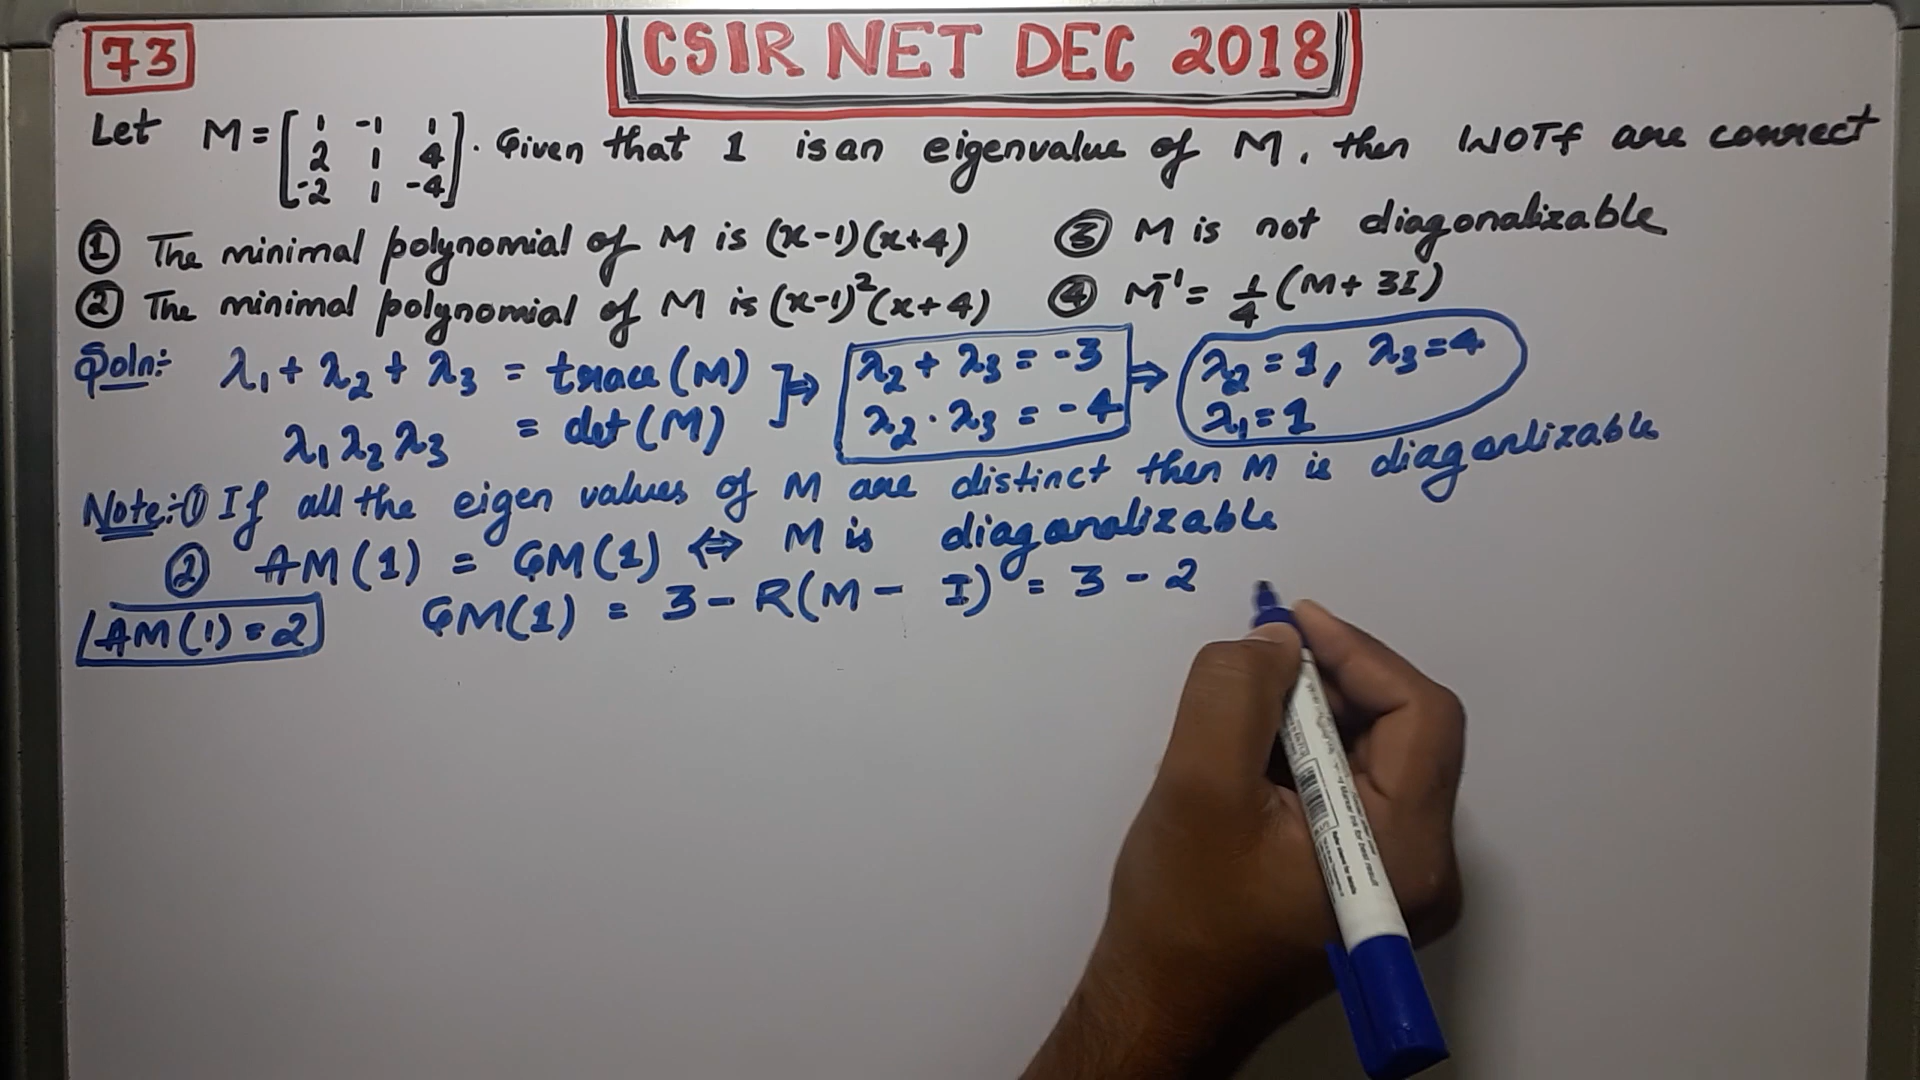 73
CSIR NET DEC 2018
Let M = [1 -1 1; 2 1 4; -2 1 -4]. Given that 1 is an eigenvalue of M, then WOTf are correct
① The minimal polynomial of M is (x-1)(x+4)
③ M is not diagonalizable
② The minimal polynomial of M is (x-1)²(x+4)
④ M⁻¹ = 1/4 (M + 3I)
Soln:- λ₁ + λ₂ + λ₃ = trace(M) ] ⇒ λ₂ + λ₃ = -3 ⇒ λ₂ = 1, λ₃ = 4
λ₁ λ₂ λ₃ = det(M) λ₂ · λ₃ = -4 λ₁ = 1
Note:- ① If all the eigen values of M are distinct then M is diaganlizable
② AM(1) = GM(1) ⇔ M is diaganalizable
AM(1) = 2 GM(1) = 3 - R(M - I) = 3 - 2